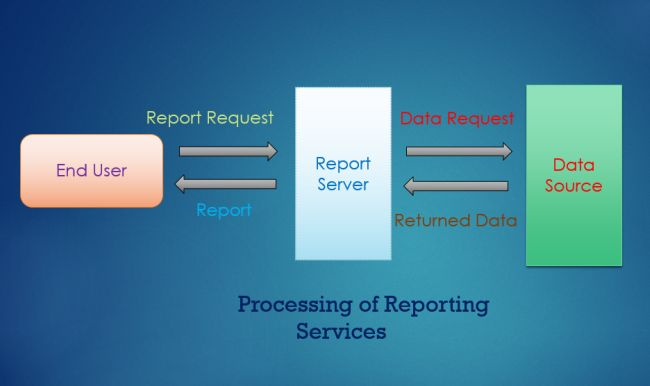 Report Request
Data Request
End User
Report
Server
Data
Source
Report
Returned Data
Processing of Reporting
Services